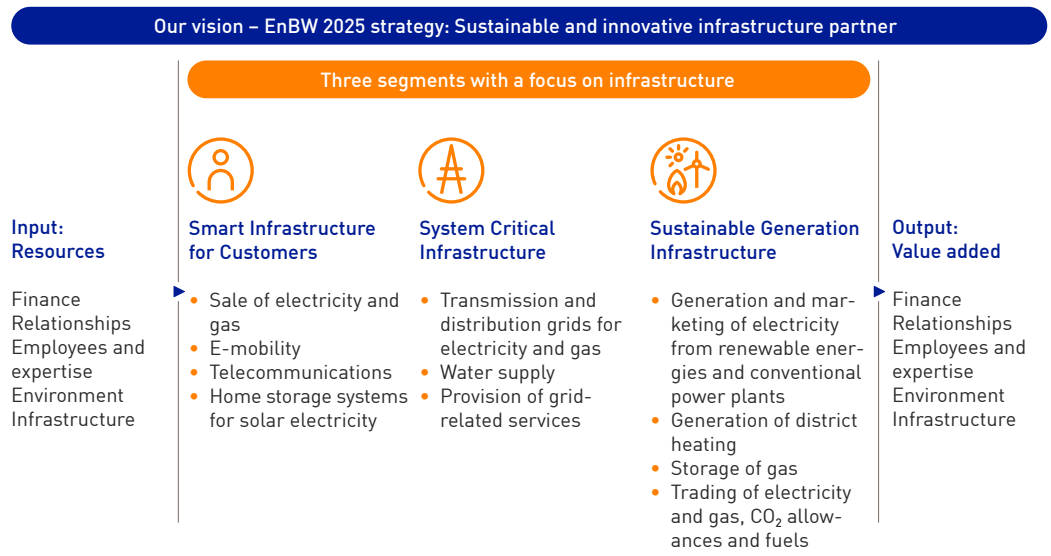 Our vision – EnBW 2025 strategy: Sustainable and innovative infrastructure partner
Three segments with a focus on infrastructure
Input:
Resources
Finance
Relationships
Employees and
expertise
Environment
Infrastructure
Smart Infrastructure
for Customers
• Sale of electricity and
gas
• E-mobility
• Telecommunications
• Home storage systems
for solar electricity
System Critical
Infrastructure
• Transmission and
distribution grids for
electricity and gas
• Water supply
• Provision of grid-
related services
Sustainable Generation
Infrastructure
• Generation and mar-
keting of electricity
from renewable ener-
gies and conventional
power plants
• Generation of district
heating
• Storage of gas
• Trading of electricity
and gas, CO₂ allow-
ances and fuels
Output:
Value added
Finance
Relationships
Employees and
expertise
Environment
Infrastructure